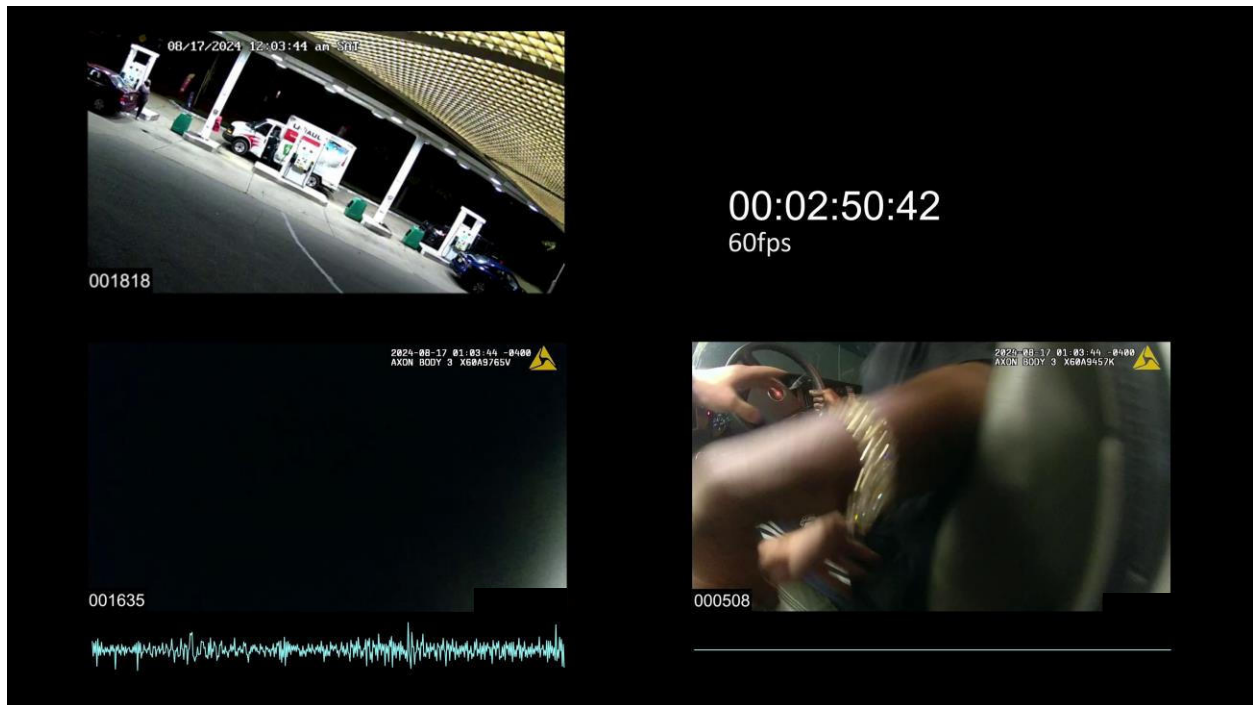 08/17/2024 12:03:44 am SAT
U-HAUL
001818
00:02:50:42
60fps
2024-08-17 01:03:44 -0400
AXON BODY 3 X60A9765V
001635
2024-08-17 01:03:44 -0400
AXON BODY 3 X60A9457K
000508